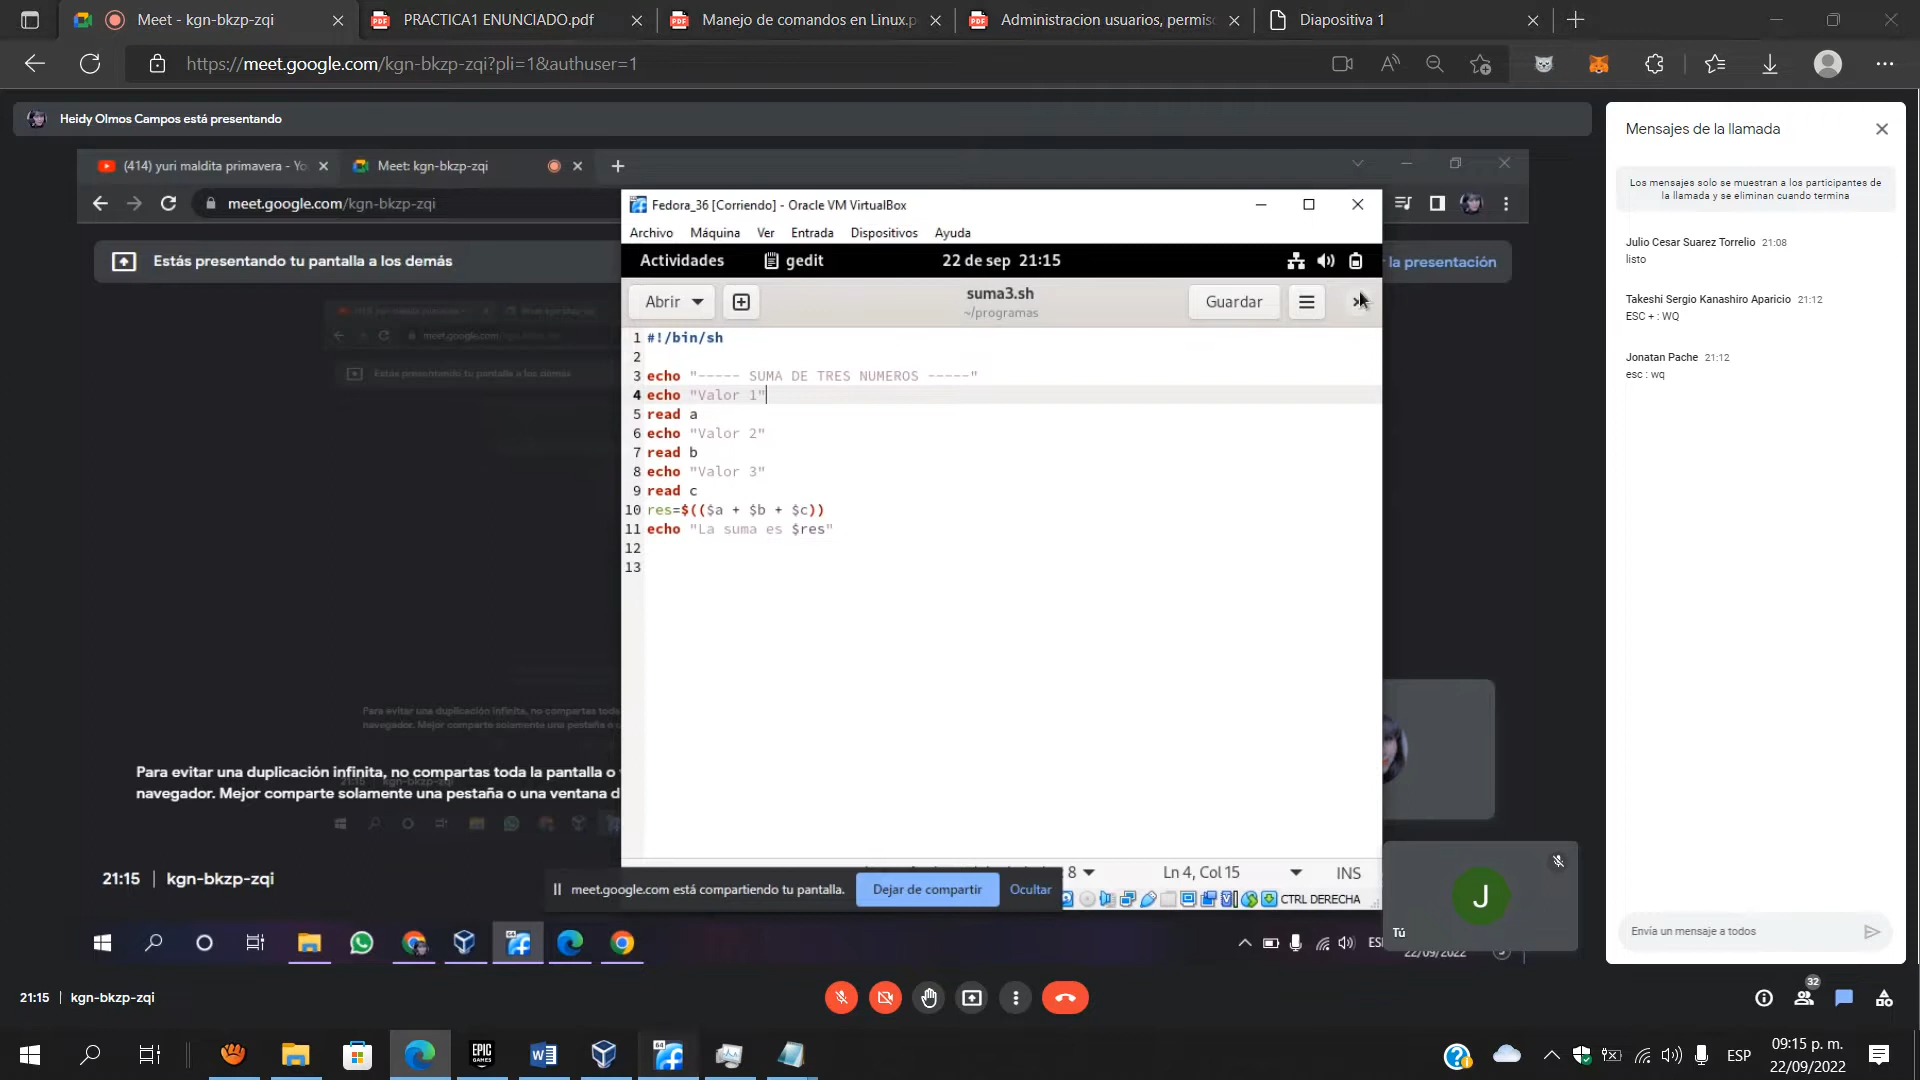 Meet - kgn-bkzp-zqi
PRACTICA1 ENUNCIADO.pdf
Manejo de comandos en Linux.p
Administracion usuarios, permiso
Diapositiva 1
https://meet.google.com/kgn-bkzp-zqi?pli=1&authuser=1
Heidy Olmos Campos está presentando
(414) yuri maldita primavera - Yo
Meet: kgn-bkzp-zqi
meet.google.com/kgn-bkzp-zqi
Estás presentando tu pantalla a los demás
la presentación
Fedora_36 [Corriendo] - Oracle VM VirtualBox
Archivo Máquina Ver Entrada Dispositivos Ayuda
Actividades gedit 22 de sep 21:15
Abrir
suma3.sh
~/programas
Guardar
1 #!/bin/sh
2
3 echo "----- SUMA DE TRES NUMEROS -----"
4 echo "Valor 1"
5 read a
6 echo "Valor 2"
7 read b
8 echo "Valor 3"
9 read c
10 res=$(($a + $b + $c))
11 echo "La suma es $res"
12
13
8 Ln 4, Col 15 INS
CTRL DERECHA
Para evitar una duplicación infinita, no compartas toda la pantalla o
navegador. Mejor comparte solamente una pestaña o una ventana d
21:15 | kgn-bkzp-zqi
meet.google.com está compartiendo tu pantalla.
Dejar de compartir
Ocultar
22/09/2022
J
Tú
Mensajes de la llamada
Los mensajes solo se muestran a los participantes de
la llamada y se eliminan cuando termina
Julio Cesar Suarez Torrelio 21:08
listo
Takeshi Sergio Kanashiro Aparicio 21:12
ESC + : WQ
Jonatan Pache 21:12
esc : wq
Envía un mensaje a todos
21:15 | kgn-bkzp-zqi
32
EPIC
GAMES
64
ESP
09:15 p. m.
22/09/2022